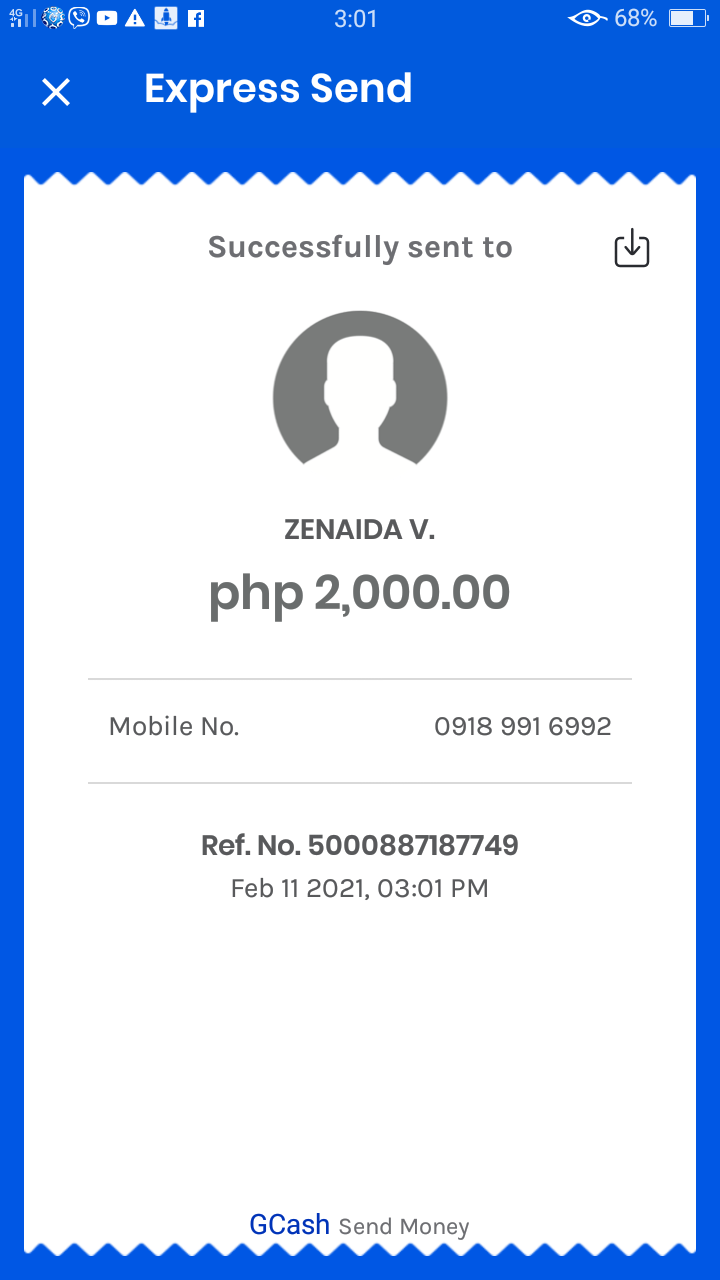 4G
3:01
68%
Express Send
Successfully sent to
ZENAIDA V.
php 2,000.00
Mobile No. 0918 991 6992
Ref. No. 5000887187749
Feb 11 2021, 03:01 PM
GCash Send Money